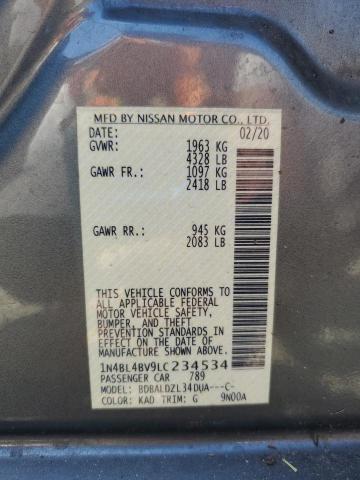 MFD BY NISSAN MOTOR CO., LTD.
DATE: 02/20
GVWR: 1963 KG
4328 LB
GAWR FR.: 1097 KG
2418 LB
GAWR RR.: 945 KG
2083 LB
THIS VEHICLE CONFORMS TO
ALL APPLICABLE FEDERAL
MOTOR VEHICLE SAFETY,
BUMPER, AND THEFT
PREVENTION STANDARDS IN
EFFECT ON THE DATE OF
MANUFACTURE SHOWN ABOVE.
1N4BL4BV9LC234534
PASSENGER CAR 789
MODEL: BDBALDZL34DUA---C-
COLOR: KAD TRIM: G 9N00A